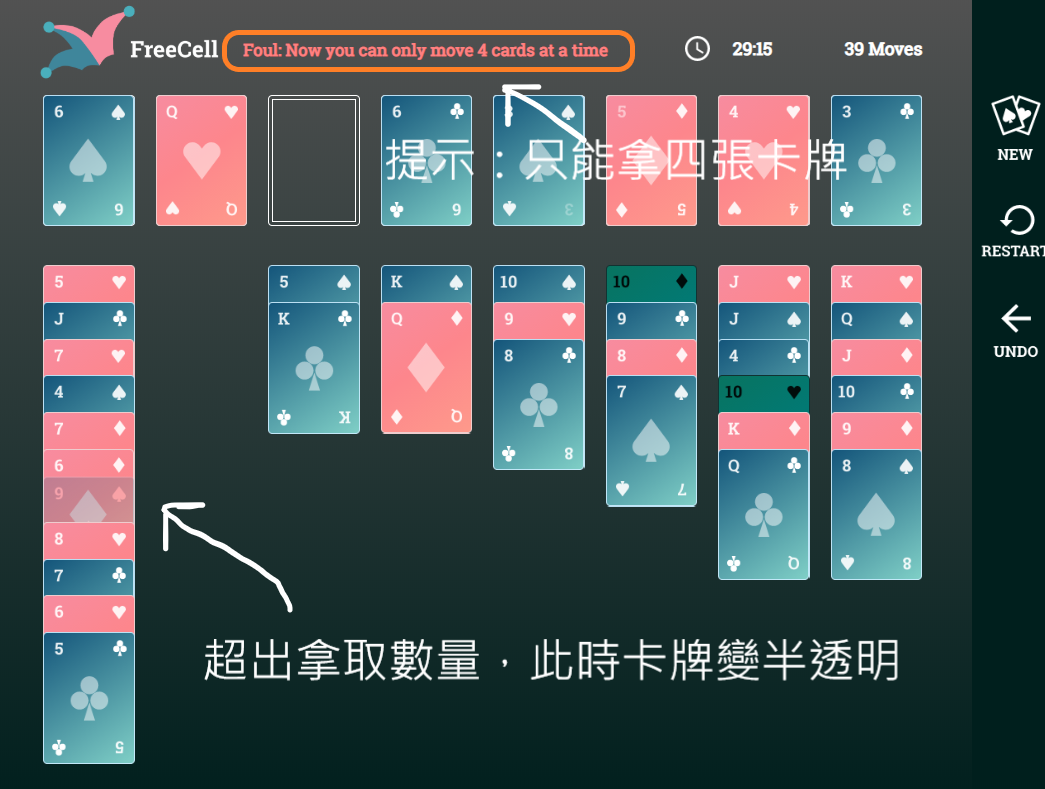 FreeCell
Foul: Now you can only move 4 cards at a time
29:15
39 Moves
6 Q 6 3 5 4 3
6 Q 6 3 5 4 3
提示：只能拿四張卡牌
NEW
RESTART
UNDO
5 5 K 10 10 J K
J K Q 9 9 J Q
7 8 8 4 J
4 7 10 10
7 K 9
6 Q 8
9
8
7
6
5
K Q 8 7 Q 8
5
超出拿取數量，此時卡牌變半透明